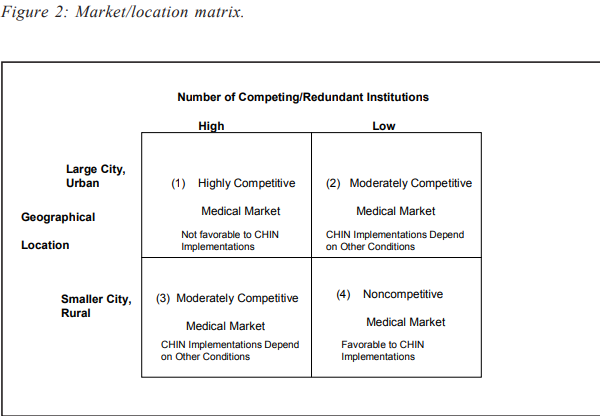 Figure 2: Market/location matrix.
Number of Competing/Redundant Institutions
High Low
Large City,
Urban
(1) Highly Competitive
Medical Market
Not favorable to CHIN
Implementations
(2) Moderately Competitive
Medical Market
CHIN Implementations Depend
on Other Conditions
Geographical
Location
Smaller City,
Rural
(3) Moderately Competitive
Medical Market
CHIN Implementations Depend
on Other Conditions
(4) Noncompetitive
Medical Market
Favorable to CHIN
Implementations